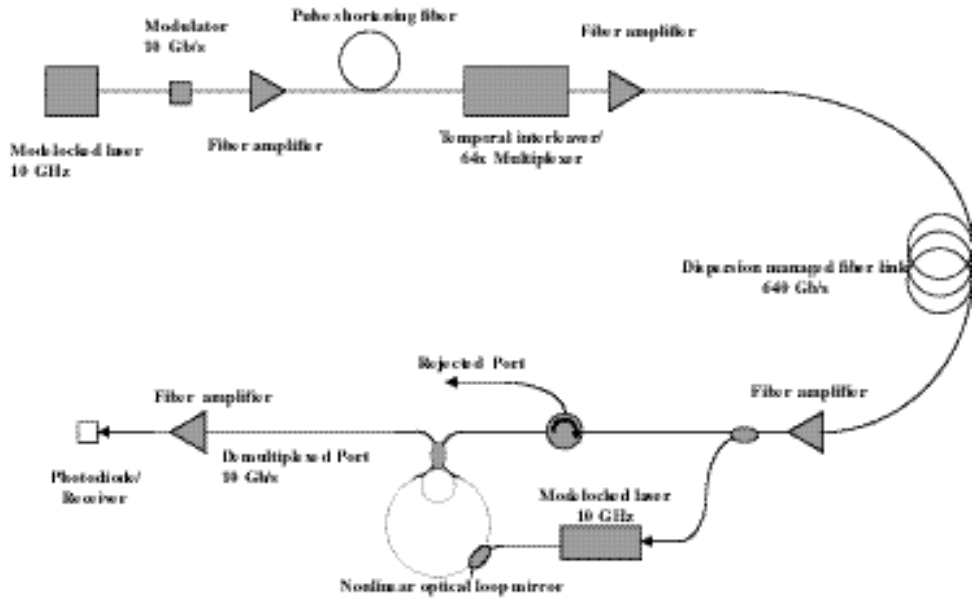 Modulator
10 Gb/s
Pulse shortening fiber
Fiber amplifier
Modelocked laser
10 GHz
Fiber amplifier
Temporal interleaver/
64x Multiplexer
Dispersion managed fiber link
640 Gb/s
Rejected Port
Fiber amplifier
Fiber amplifier
Demultiplexed Port
10 Gb/s
Photodiode/
Receiver
Modelocked laser
10 GHz
Nonlinear optical loop mirror